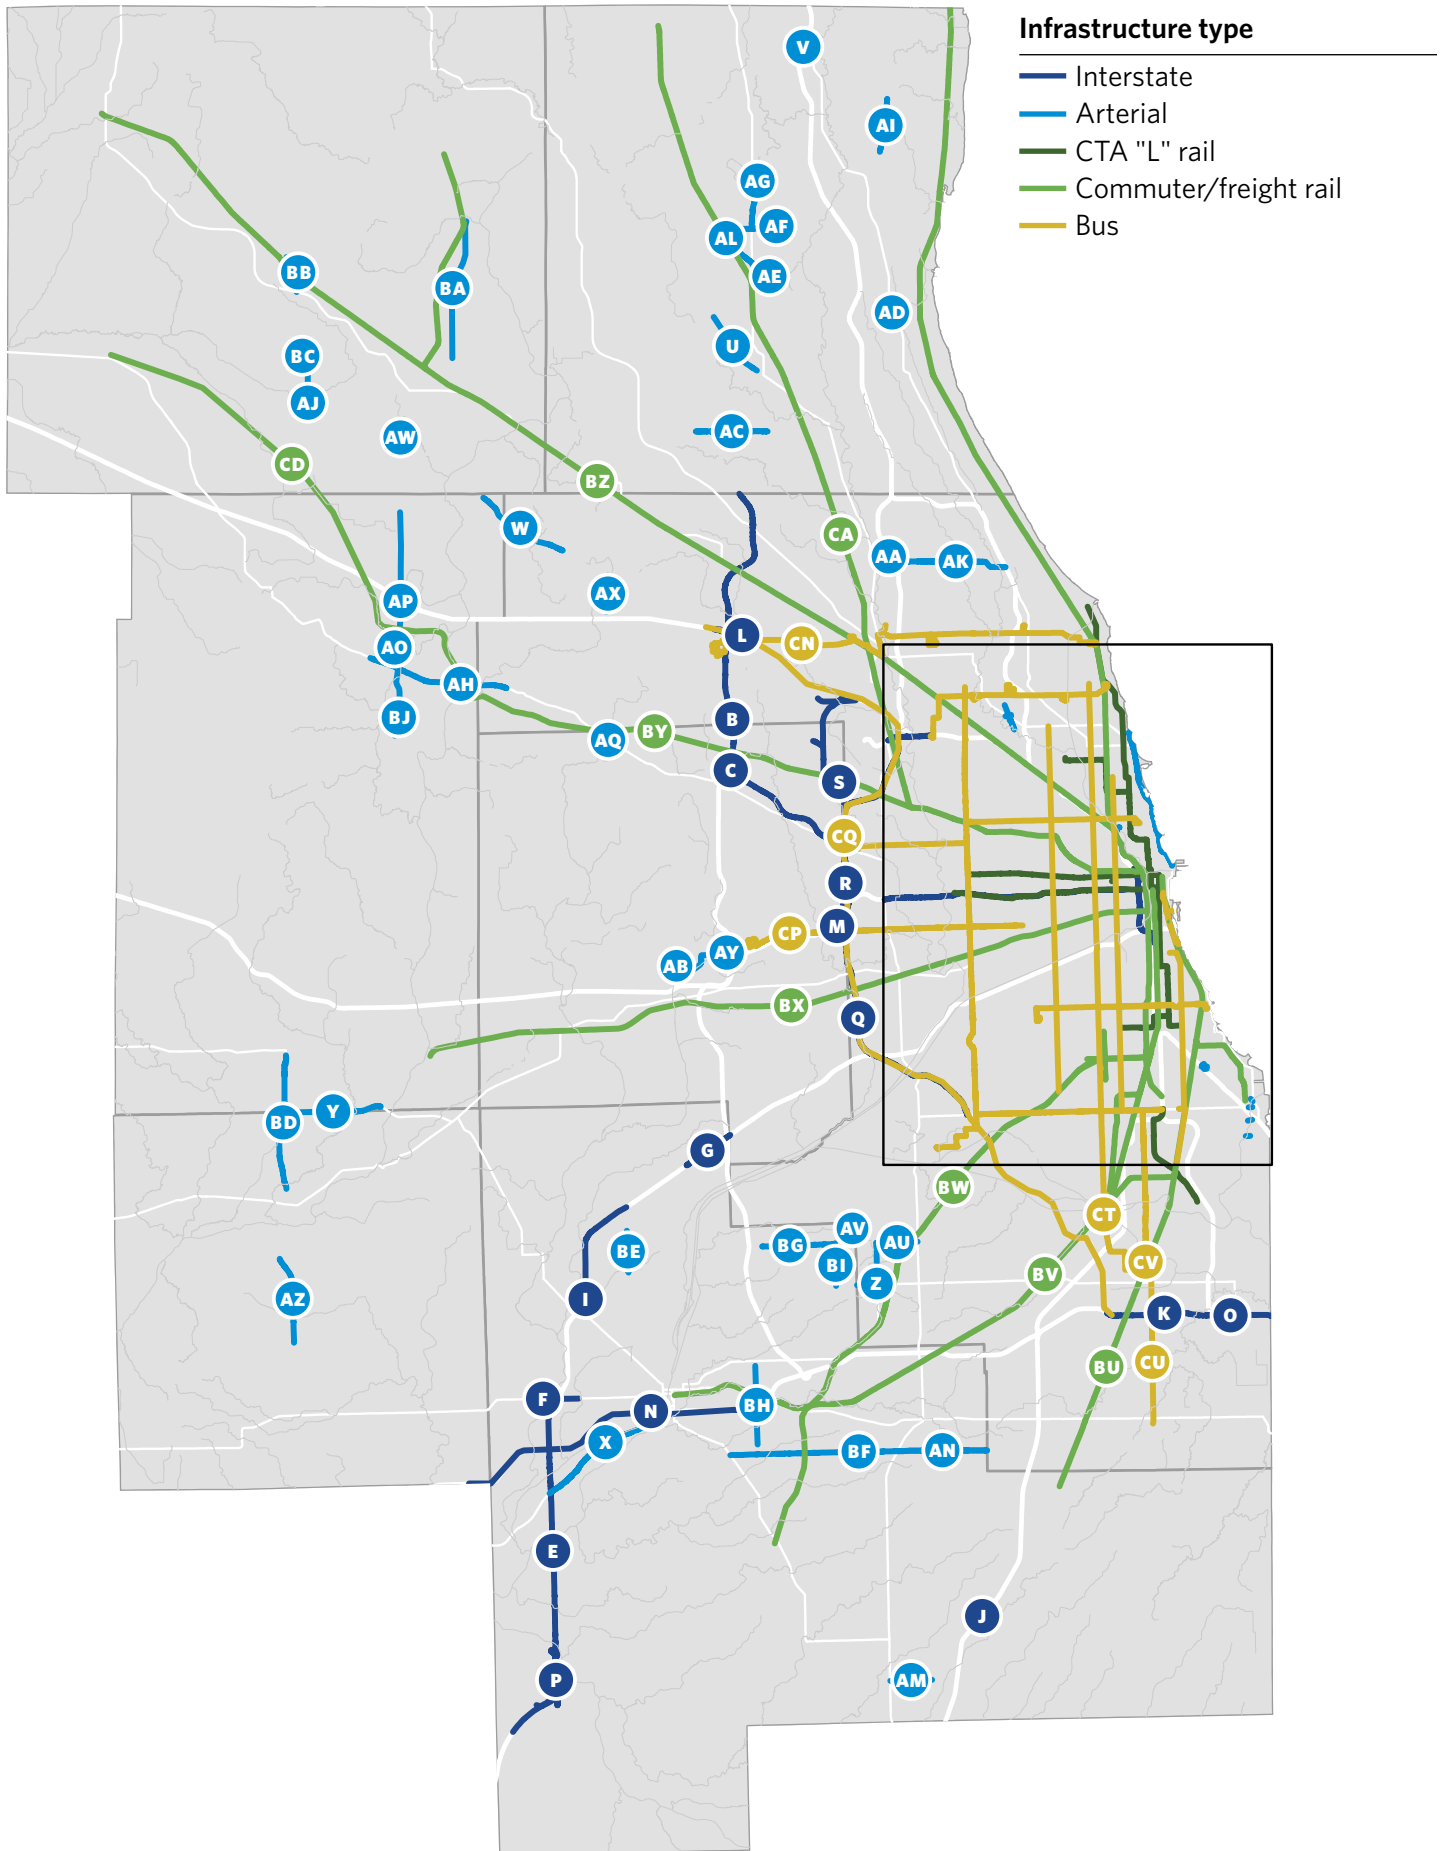 Infrastructure type
Interstate
Arterial
CTA "L" rail
Commuter/freight rail
Bus
V
AI
AG
AF
AL
AE
BB
BA
AD
U
BC
AJ
AC
AW
CD
BZ
W
CA
AA
AK
AX
AP
L
CN
AO
AH
BJ
B
AQ
BY
C
S
CQ
R
M
CP
AY
AB
BX
Q
Y
BD
G
BW
CT
AV
AU
BG
BE
BI
CV
BV
Z
AZ
I
K
O
CU
BU
F
BH
N
X
BF
AN
E
J
P
AM